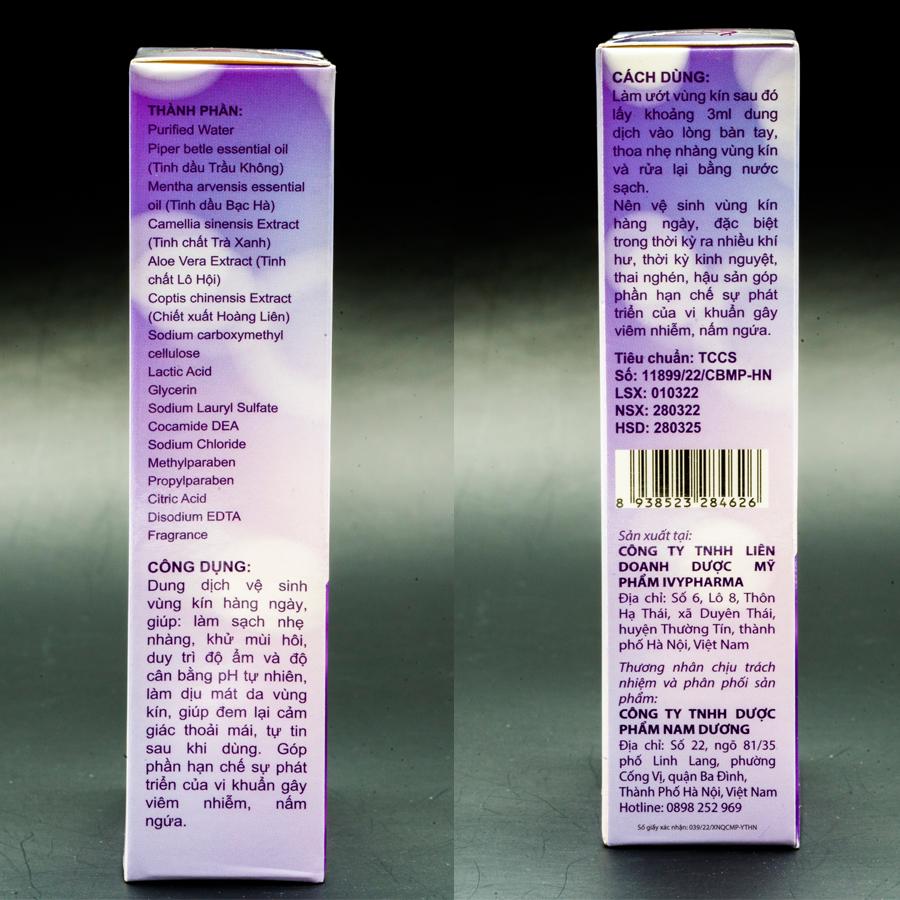 THÀNH PHẦN:
Purified Water
Piper betle essential oil
(Tinh dầu Trầu Không)
Mentha arvensis essential
oil (Tinh dầu Bạc Hà)
Camellia sinensis Extract
(Tinh chất Trà Xanh)
Aloe Vera Extract (Tinh
chất Lô Hội)
Coptis chinensis Extract
(Chiết xuất Hoàng Liên)
Sodium carboxymethyl
cellulose
Lactic Acid
Glycerin
Sodium Lauryl Sulfate
Cocamide DEA
Sodium Chloride
Methylparaben
Propylparaben
Citric Acid
Disodium EDTA
Fragrance
CÔNG DỤNG:
Dung dịch vệ sinh
vùng kín hàng ngày,
giúp: làm sạch nhẹ
nhàng, khử mùi hôi,
duy trì độ ẩm và độ
cân bằng pH tự nhiên,
làm dịu mát da vùng
kín, giúp đem lại cảm
giác thoải mái, tự tin
sau khi dùng. Góp
phần hạn chế sự phát
triển của vi khuẩn gây
viêm nhiễm, nấm
ngứa.
CÁCH DÙNG:
Làm ướt vùng kín sau đó
lấy khoảng 3ml dung
dịch vào lòng bàn tay,
thoa nhẹ nhàng vùng kín
và rửa lại bằng nước
sạch.
Nên vệ sinh vùng kín
hàng ngày, đặc biệt
trong thời kỳ ra nhiều khí
hư, thời kỳ kinh nguyệt,
thai nghén, hậu sản góp
phần hạn chế sự phát
triển của vi khuẩn gây
viêm nhiễm, nấm ngứa.
Tiêu chuẩn: TCCS
Số: 11899/22/CBMP-HN
LSX: 010322
NSX: 280322
HSD: 280325
8 938523 284626
Sản xuất tại:
CÔNG TY TNHH LIÊN
DOANH DƯỢC MỸ
PHẨM IVYPHARMA
Địa chỉ: Số 6, Lô 8, Thôn
Hạ Thái, xã Duyên Thái,
huyện Thường Tín, thành
phố Hà Nội, Việt Nam
Thương nhân chịu trách
nhiệm và phân phối sản
phẩm:
CÔNG TY TNHH DƯỢC
PHẨM NAM DƯƠNG
Địa chỉ: Số 22, ngõ 81/35
phố Linh Lang, phường
Cống Vị, quận Ba Đình,
Thành Phố Hà Nội, Việt Nam
Hotline: 0898 252 969
Số giấy xác nhận: 039/22/XNQCMP-YTHN